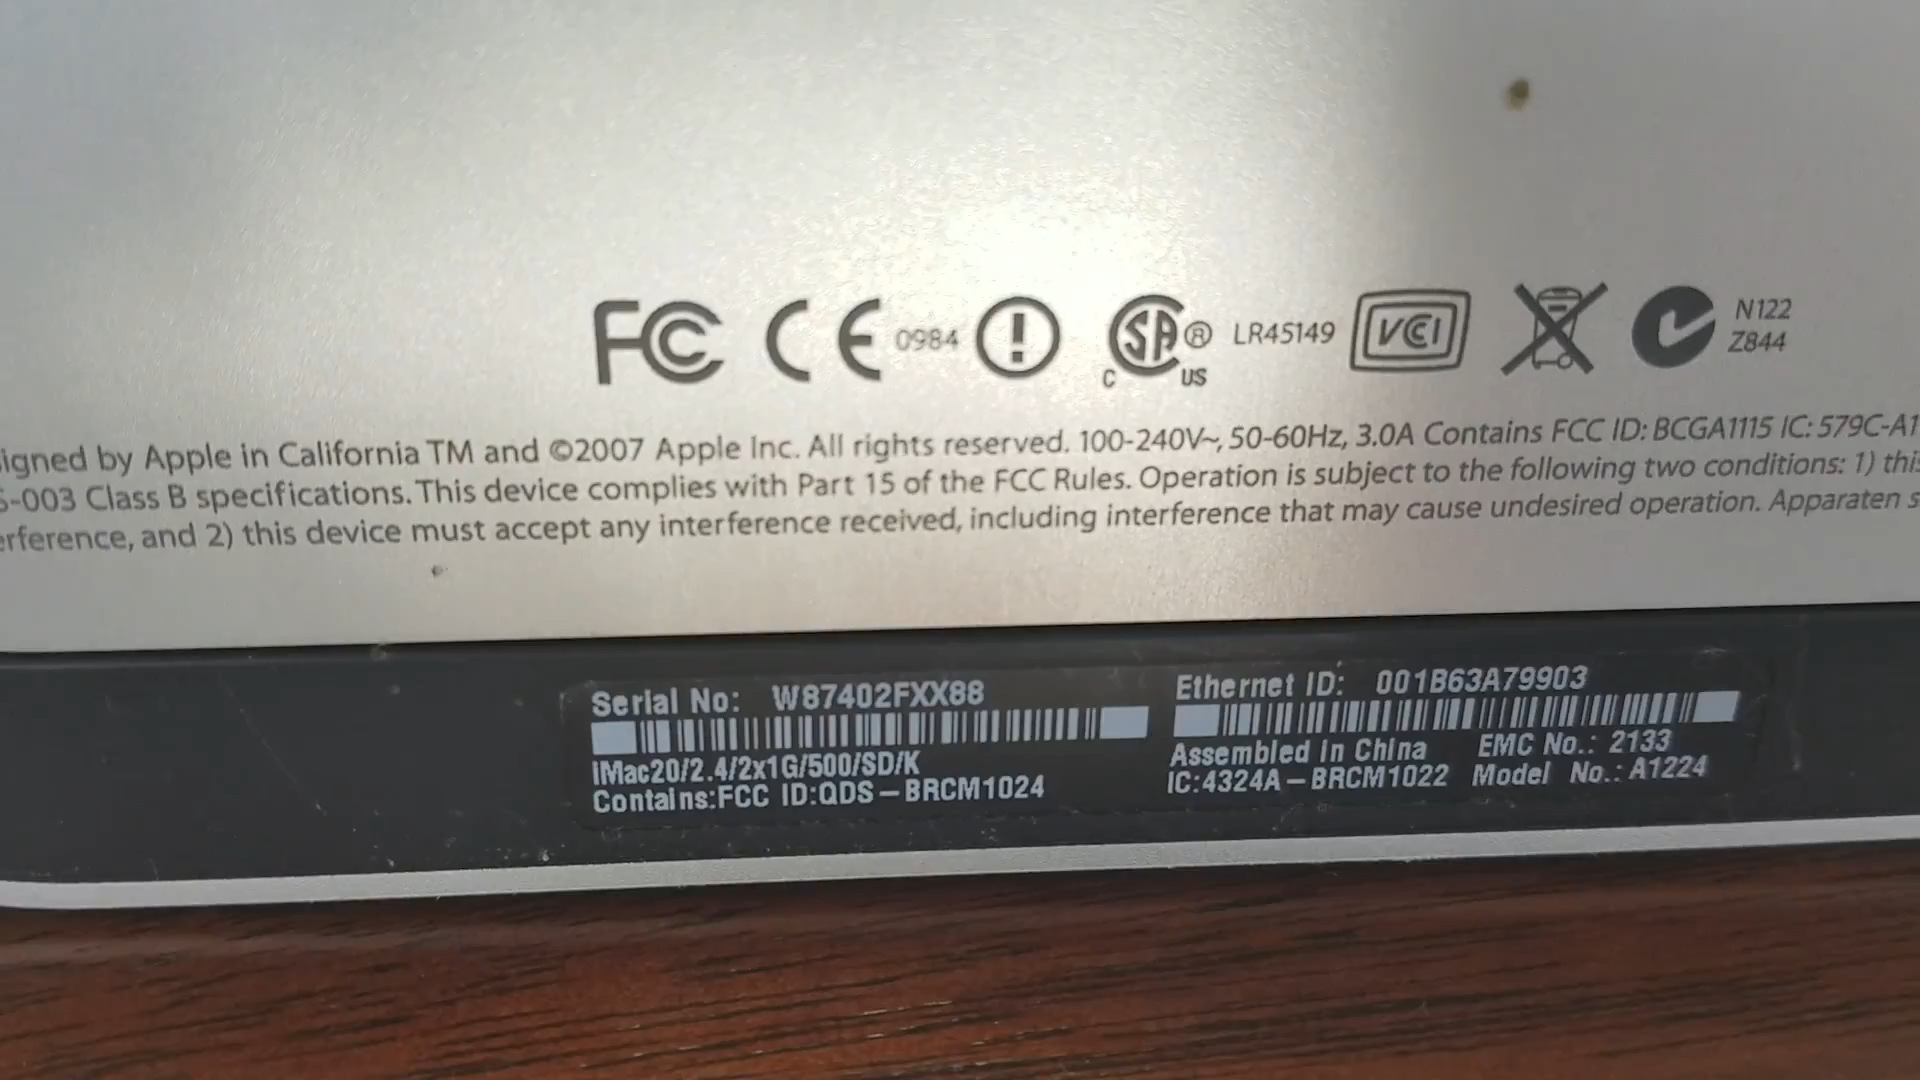 FC CE 0984 ! SA® C US LR45149 VCI N122
Z844
igned by Apple in California TM and ©2007 Apple Inc. All rights reserved. 100-240V~, 50-60Hz, 3.0A Contains FCC ID: BCGA1115 IC: 579C-A1
-003 Class B specifications. This device complies with Part 15 of the FCC Rules. Operation is subject to the following two conditions: 1) this
erference, and 2) this device must accept any interference received, including interference that may cause undesired operation. Apparaten s
Serial No: W87402FXX88
iMac20/2.4/2x1G/500/SD/K
Contains:FCC ID:QDS-BRCM1024
Ethernet ID: 001B63A79903
Assembled in China EMC No.: 2133
IC:4324A-BRCM1022 Model No.: A1224